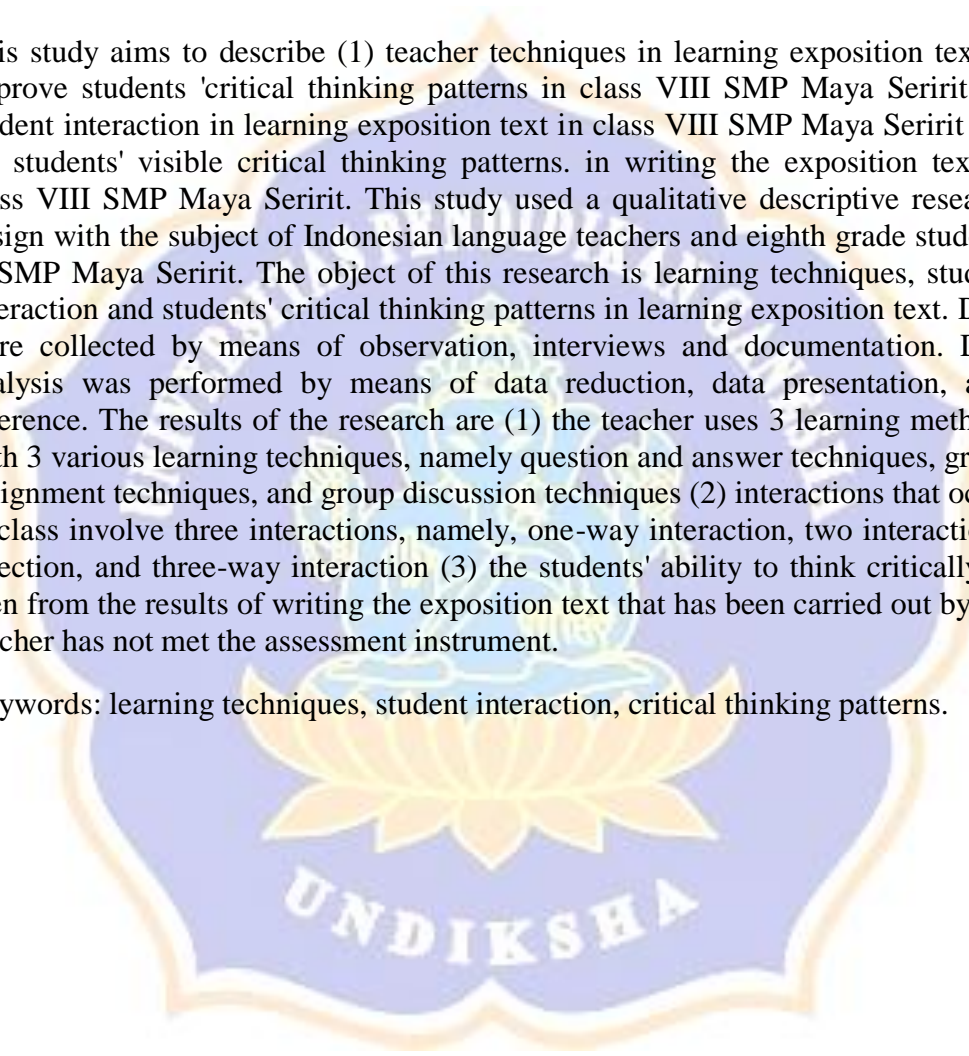 is study aims to describe (1) teacher techniques in learning exposition tex
prove students 'critical thinking patterns in class VIII SMP Maya Seririt
dent interaction in learning exposition text in class VIII SMP Maya Seririt
students' visible critical thinking patterns. in writing the exposition tex
ss VIII SMP Maya Seririt. This study used a qualitative descriptive resea
sign with the subject of Indonesian language teachers and eighth grade stude
SMP Maya Seririt. The object of this research is learning techniques, stud
eraction and students' critical thinking patterns in learning exposition text. D
re collected by means of observation, interviews and documentation. D
alysis was performed by means of data reduction, data presentation, a
erence. The results of the research are (1) the teacher uses 3 learning meth
th 3 various learning techniques, namely question and answer techniques, gr
ignment techniques, and group discussion techniques (2) interactions that oc
class involve three interactions, namely, one-way interaction, two interactio
ection, and three-way interaction (3) the students' ability to think critically
en from the results of writing the exposition text that has been carried out by
cher has not met the assessment instrument.
ywords: learning techniques, student interaction, critical thinking patterns.
UNIVERSITAS PENDIDIKAN GANESHA
UNDIKSHA